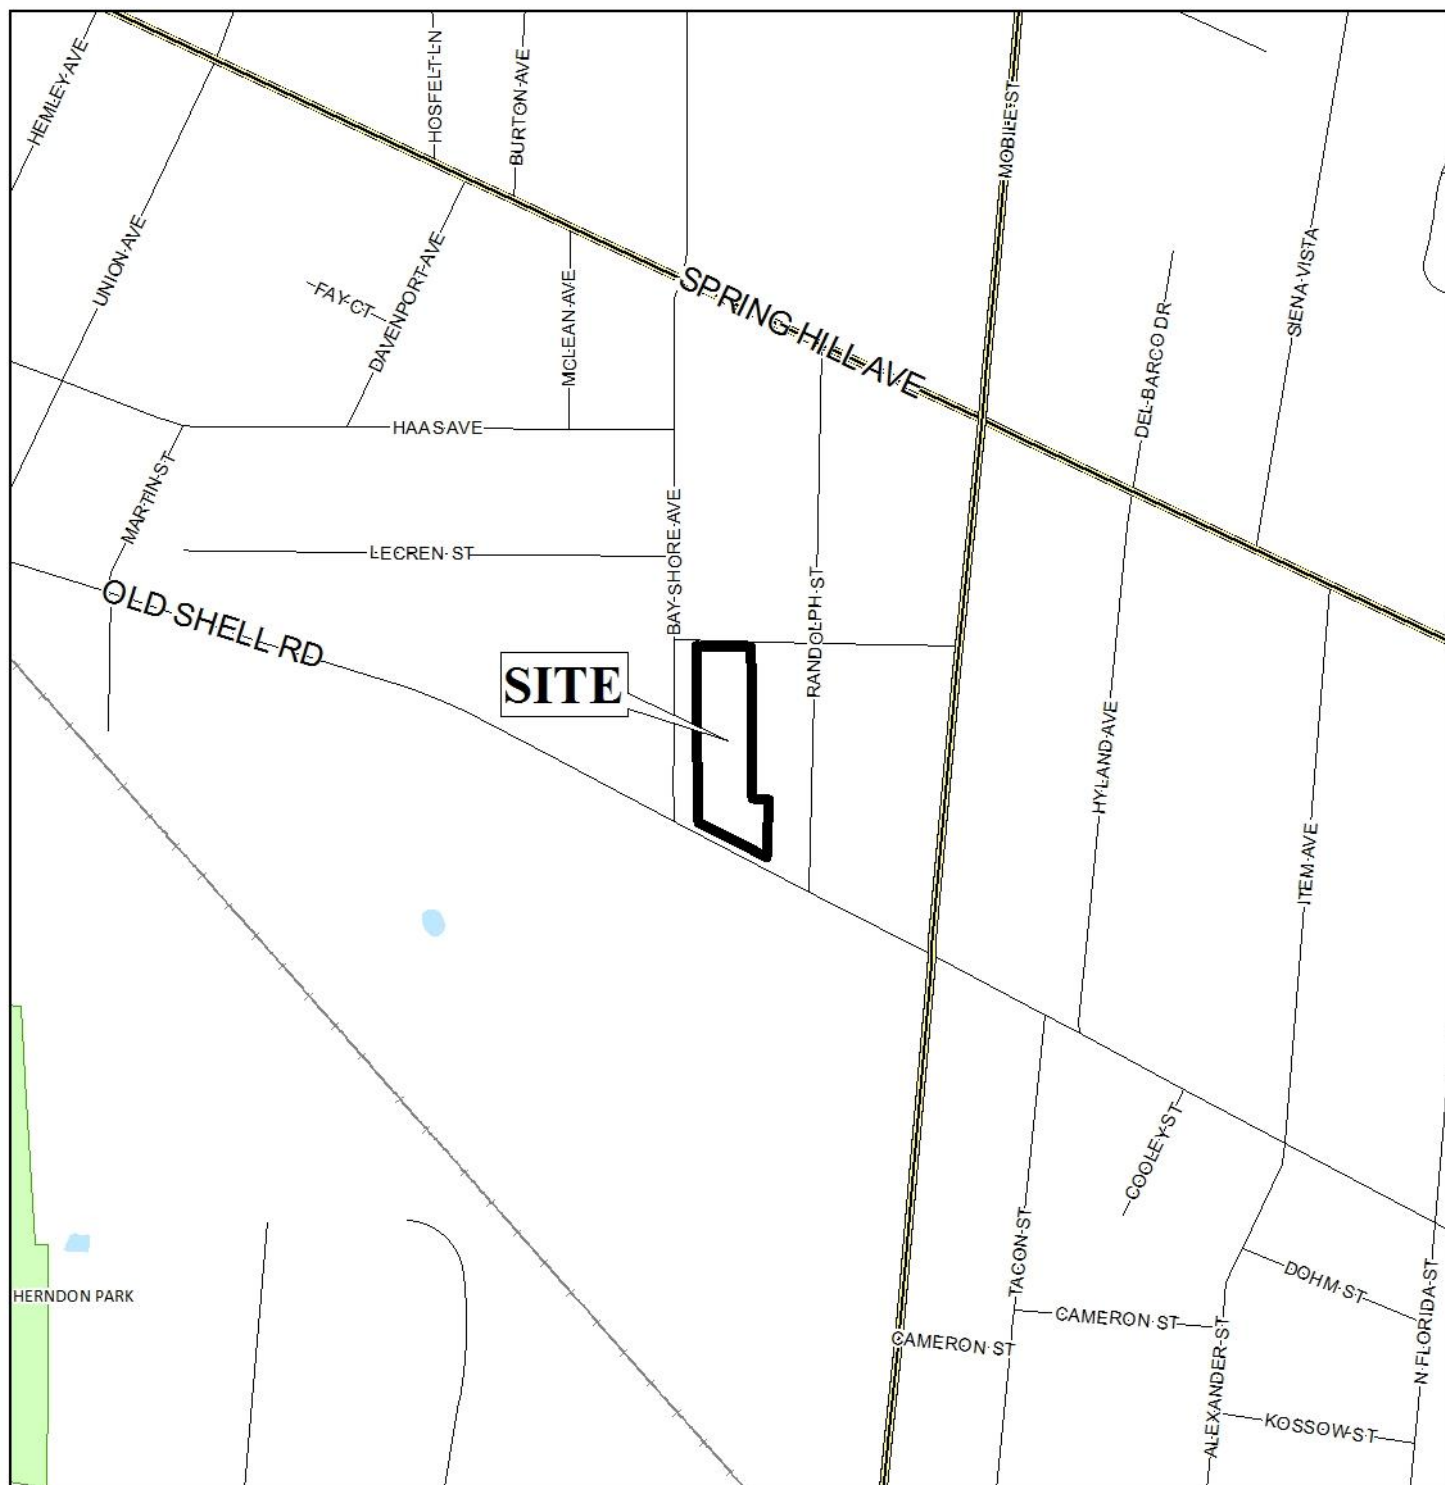 HEMLEY AVE
HOSFELT LN
BURTON AVE
MOBILE ST
UNION AVE
FAY CT
DAVENPORT AVE
MCLEAN AVE
SPRING HILL AVE
SIENA VISTA
DEL BARCO DR
HAAS AVE
MARTIN ST
LECREN ST
BAY SHORE AVE
RANDOLPH ST
OLD SHELL RD
SITE
HYLAND AVE
ITEM AVE
COOLEY ST
TACON ST
DOHM ST
HERNDON PARK
CAMERON ST
CAMERON ST
N FLORIDA ST
ALEXANDER ST
KOSSOW ST